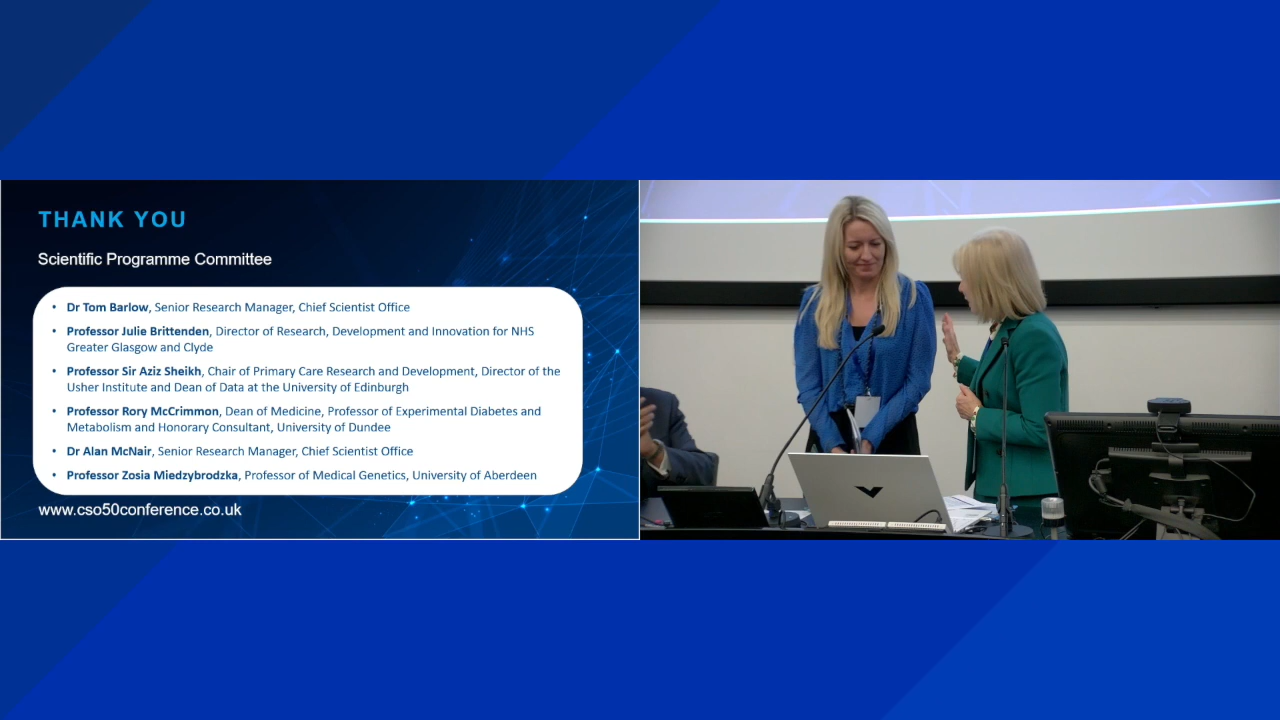 THANK YOU
Scientific Programme Committee
• Dr Tom Barlow, Senior Research Manager, Chief Scientist Office
• Professor Julie Brittenden, Director of Research, Development and Innovation for NHS
Greater Glasgow and Clyde
• Professor Sir Aziz Sheikh, Chair of Primary Care Research and Development, Director of the
Usher Institute and Dean of Data at the University of Edinburgh
• Professor Rory McCrimmon, Dean of Medicine, Professor of Experimental Diabetes and
Metabolism and Honorary Consultant, University of Dundee
• Dr Alan McNair, Senior Research Manager, Chief Scientist Office
• Professor Zosia Miedzybrodzka, Professor of Medical Genetics, University of Aberdeen
www.cso50conference.co.uk